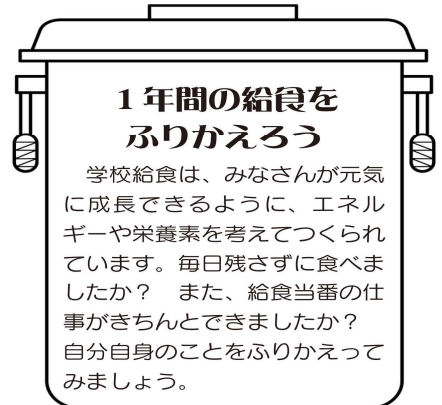 1年間の給食を
ふりかえろう
　学校給食は、みなさんが元気
に成長できるように、エネル
ギーや栄養素を考えてつくられ
ています。毎日残さずに食べま
したか？　また、給食当番の仕
事がきちんとできましたか？
自分自身のことをふりかえって
みましょう。